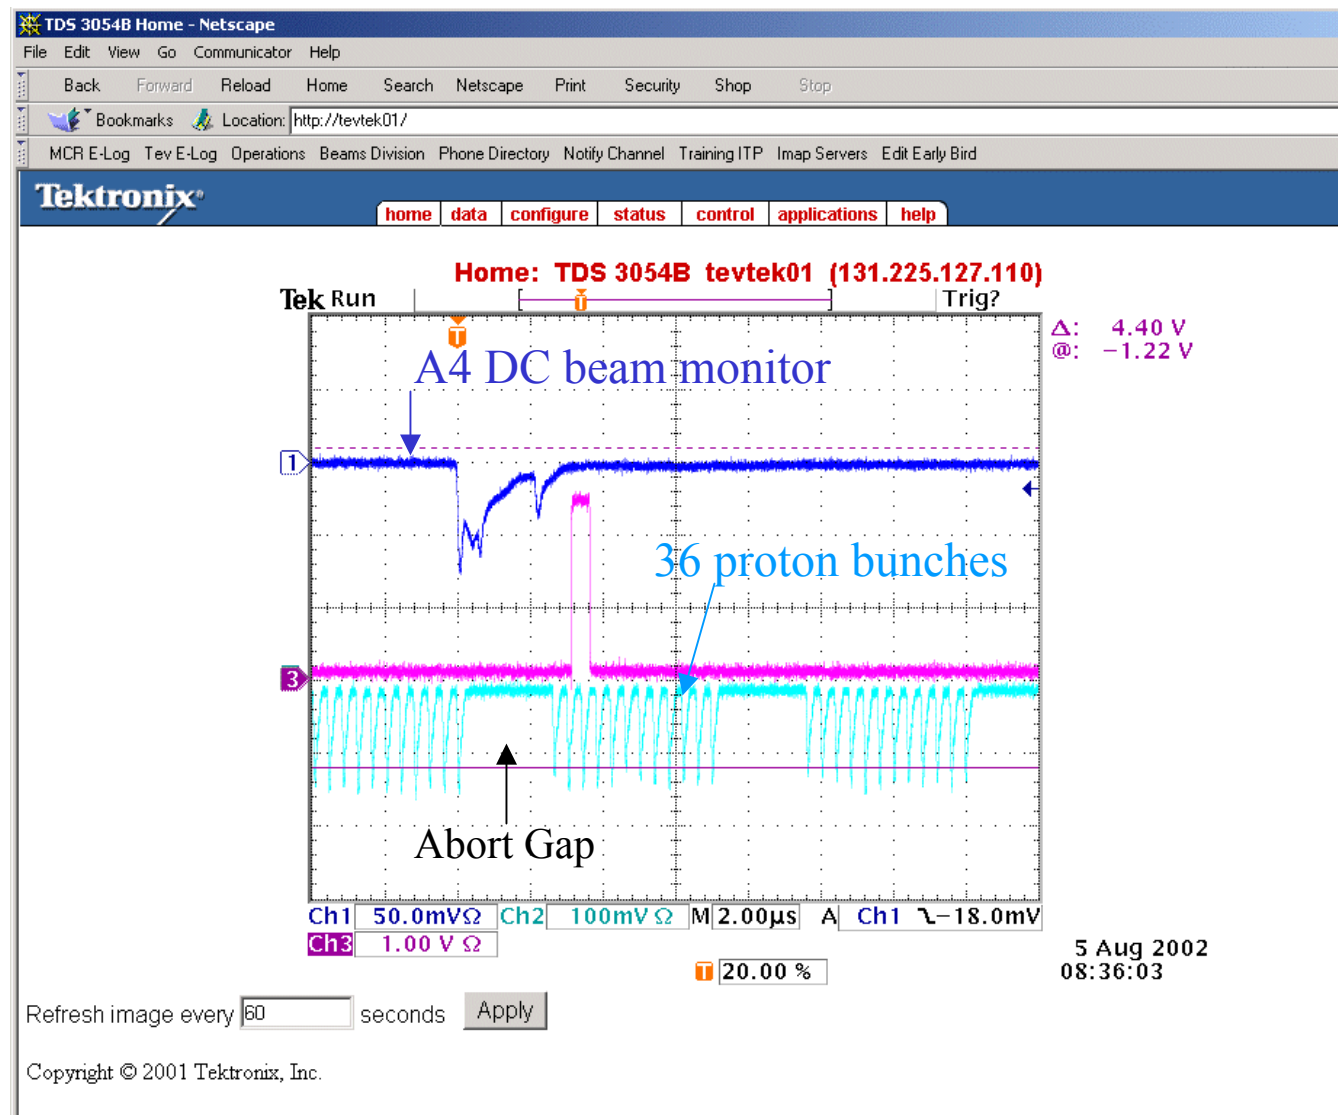 TDS 3054B Home - Netscape
File Edit View Go Communicator Help
Back Forward Reload Home Search Netscape Print Security Shop Stop
Bookmarks Location: http://tevtek01/
MCR E-Log Tev E-Log Operations Beams Division Phone Directory Notify Channel Training ITP Imap Servers Edit Early Bird
Tektronix®
home data configure status control applications help
Home: TDS 3054B tevtek01 (131.225.127.110)
Tek Run Trig?
T
T
Δ: 4.40 V
@: −1.22 V
A4 DC beam monitor
1
36 proton bunches
3
Abort Gap
Ch1 50.0mVΩ Ch2 100mVΩ M 2.00µs A Ch1 −18.0mV
Ch3 1.00 V Ω
T 20.00 %
5 Aug 2002
08:36:03
Refresh image every 60 seconds Apply
Copyright © 2001 Tektronix, Inc.